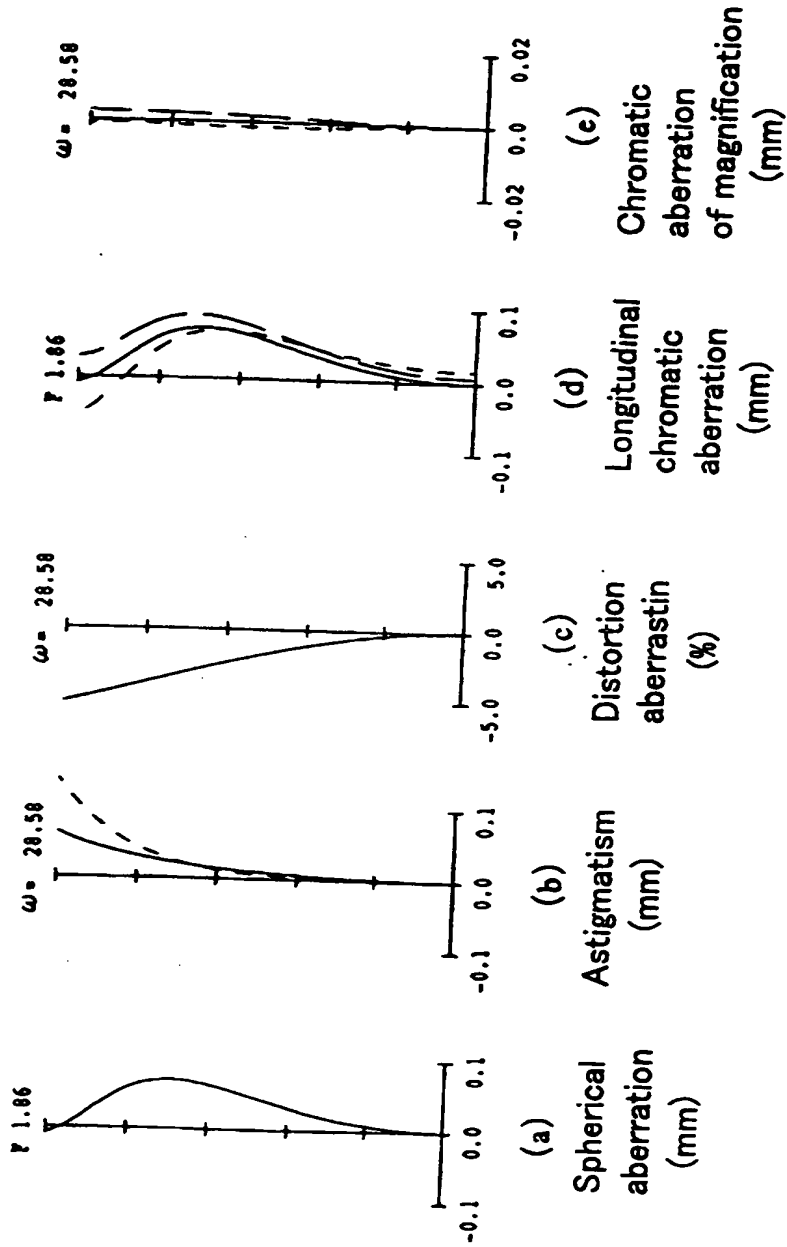 F 1.86
-0.1 0.0 0.1
(a)
Spherical
aberration
(mm)
ω= 28.58
-0.1 0.0 0.1
(b)
Astigmatism
(mm)
ω= 28.58
-5.0 0.0 5.0
(c)
Distortion
aberrastin
(%)
F 1.86
-0.1 0.0 0.1
(d)
Longitudinal
chromatic
aberration
(mm)
ω= 28.58
-0.02 0.0 0.02
(e)
Chromatic
aberration
of magnification
(mm)